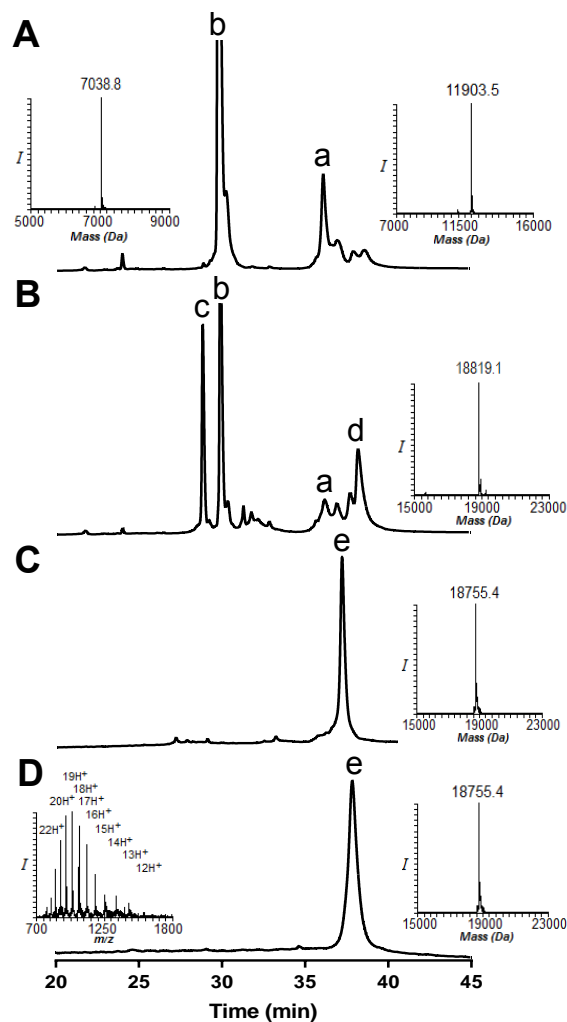 A
b
7038.8
11903.5
a
I
I
5000 7000 9000
7000 11500 16000
Mass (Da)
Mass (Da)
B
c
b
18819.1
d
a
I
15000 19000 23000
Mass (Da)
C
e
18755.4
I
15000 19000 23000
Mass (Da)
D
e
19H+
18H+
20H+
17H+
16H+
22H+
15H+
14H+
13H+
12H+
I
700 1250 1800
m/z
18755.4
I
15000 19000 23000
Mass (Da)
20 25 30 35 40 45
Time (min)